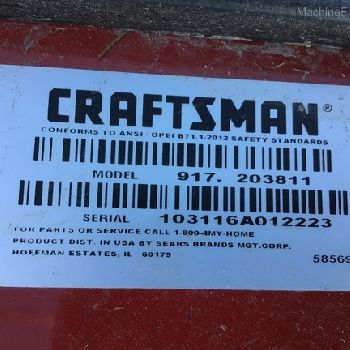 MachineF
CRAFTSMAN®
CONFORMS TO ANSI / OPEI B71.1-2012 SAFETY STANDARDS
MODEL 917. 203811
SERIAL 103116A012223
FOR PARTS OR SERVICE CALL 1-800-4MY-HOME
PRODUCT DIST. IN USA BY SEARS BRANDS MGT.CORP.
HOFFMAN ESTATES, IL 60179
58569